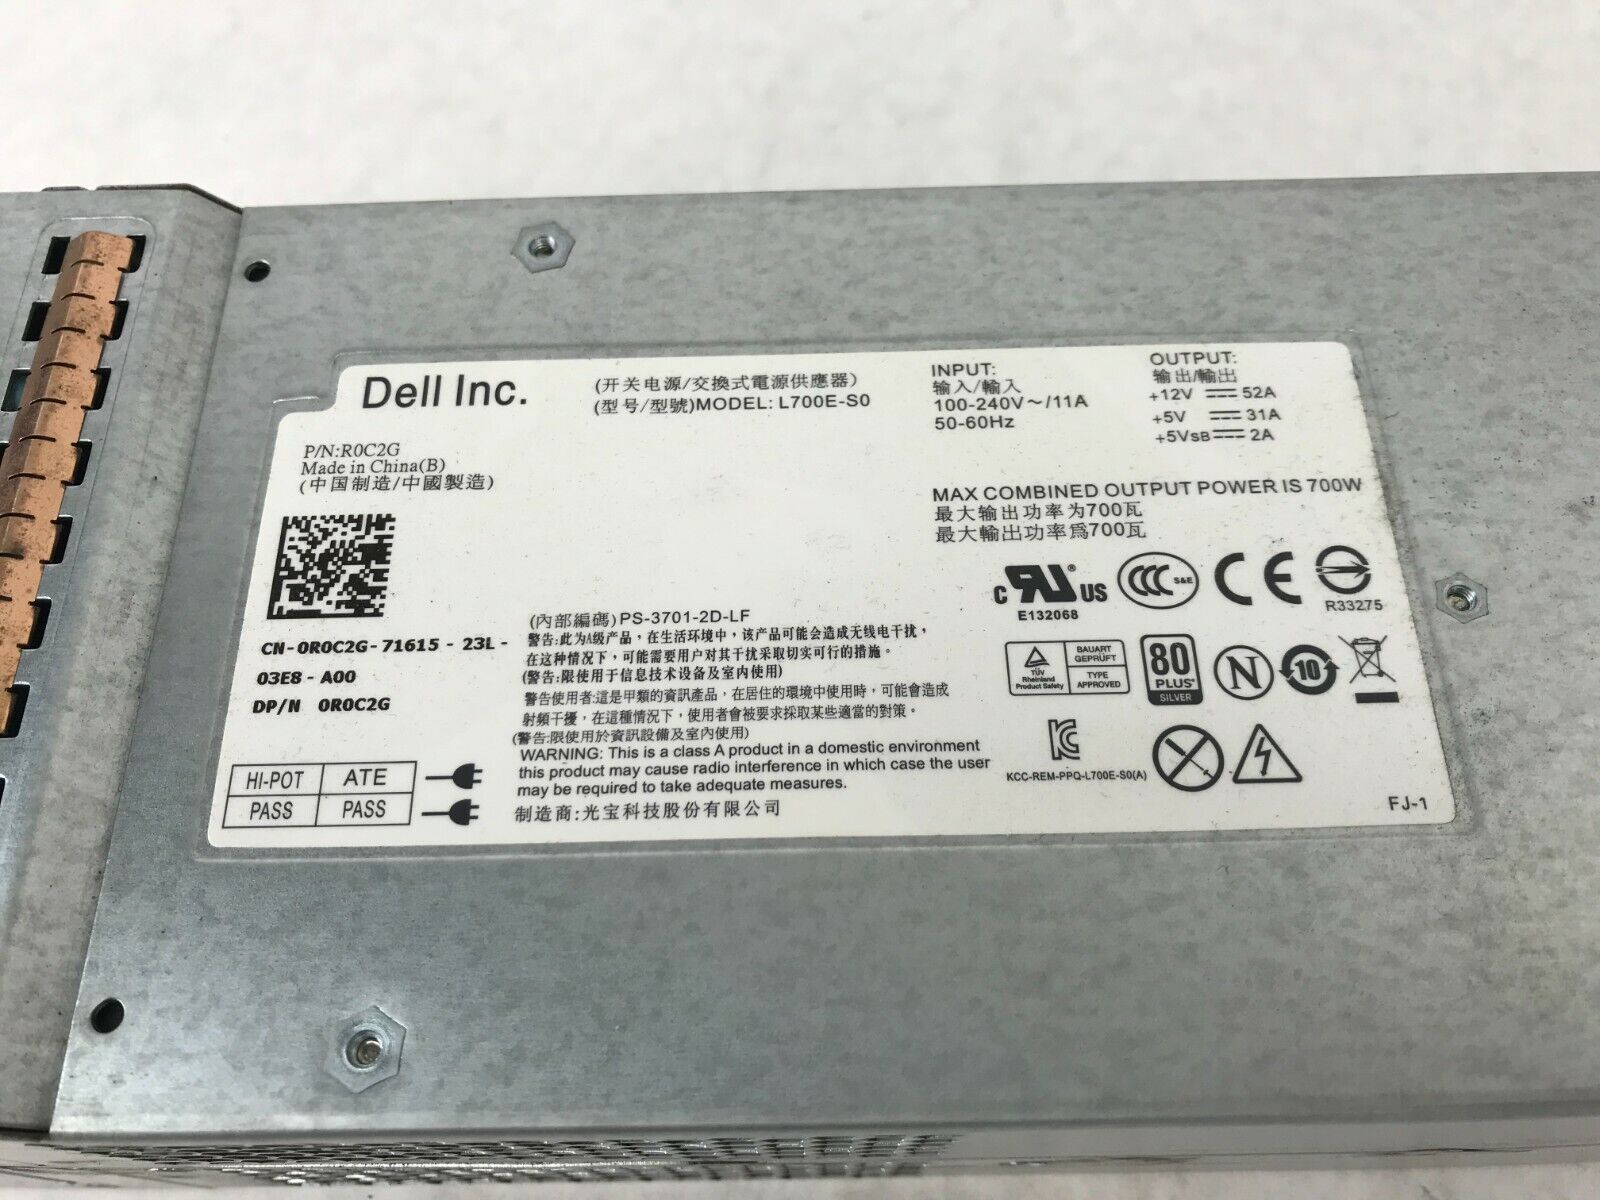 Dell Inc.
(开关电源/交換式電源供應器)
(型号/型號)MODEL: L700E-S0
INPUT:
输入/輸入
100-240V～/11A
50-60Hz
OUTPUT:
输出/輸出
+12V ⎓ 52A
+5V ⎓ 31A
+5VSB ⎓ 2A
P/N:R0C2G
Made in China(B)
(中国制造/中國製造)
MAX COMBINED OUTPUT POWER IS 700W
最大输出功率为700瓦
最大輸出功率爲700瓦
CN-0R0C2G-71615 - 23L -
03E8 - A00
DP/N 0R0C2G
(內部編碼)PS-3701-2D-LF
警告:此为A级产品，在生活环境中，该产品可能会造成无线电干扰，
在这种情况下，可能需要用户对其干扰采取切实可行的措施。
(警告:限使用于信息技术设备及室内使用)
警告使用者:這是甲類的資訊產品，在居住的環境中使用時，可能會造成
射頻干擾，在這種情況下，使用者會被要求採取某些適當的對策。
(警告:限使用於資訊設備及室內使用)
WARNING: This is a class A product in a domestic environment
this product may cause radio interference in which case the user
may be required to take adequate measures.
制造商:光宝科技股份有限公司
HI-POT ATE
PASS PASS
c RU ® US
E132068
CCC S&E
CE
R33275
TÜV
Rheinland
Product Safety
BAUART
GEPRÜFT
TYPE
APPROVED
80
PLUS®
SILVER
N
10
KC
KCC-REM-PPQ-L700E-S0(A)
FJ-1